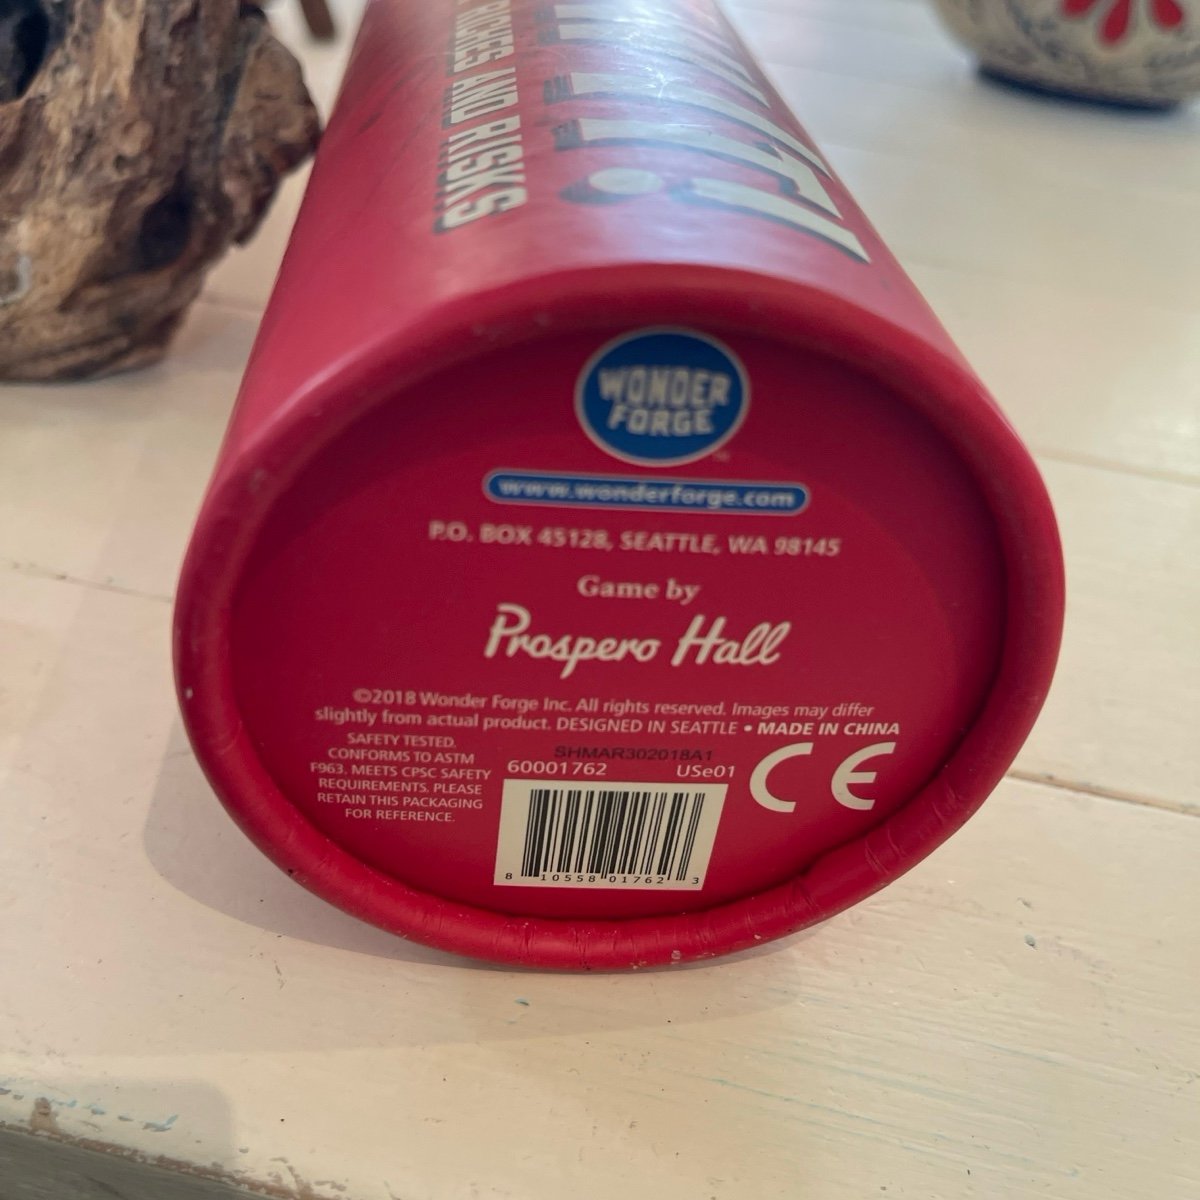 RICHES AND RISKS
WONDER
FORGE
™
www.wonderforge.com
P.O. BOX 45128, SEATTLE, WA 98145
Game by
Prospero Hall
©2018 Wonder Forge Inc. All rights reserved. Images may differ
slightly from actual product. DESIGNED IN SEATTLE • MADE IN CHINA
SAFETY TESTED.
CONFORMS TO ASTM
F963. MEETS CPSC SAFETY
REQUIREMENTS. PLEASE
RETAIN THIS PACKAGING
FOR REFERENCE.
SHMAR302018A1
60001762 USe01
CE
8 10558 01762 3